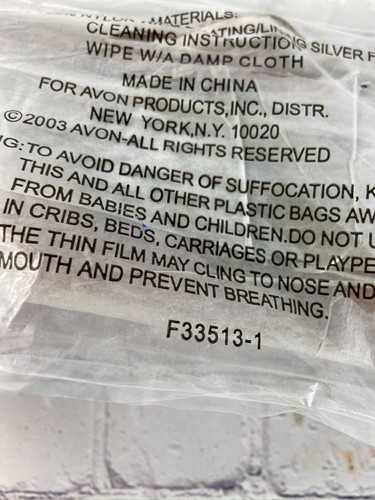 MATERIALS:
CLEANING INSTRUCTIONS SILVER F
WIPE W/A DAMP CLOTH
MADE IN CHINA
FOR AVON PRODUCTS,INC., DISTR.
NEW YORK,N.Y. 10020
©2003 AVON-ALL RIGHTS RESERVED
G:TO AVOID DANGER OF SUFFOCATION, K
THIS AND ALL OTHER PLASTIC BAGS AW
FROM BABIES AND CHILDREN.DO NOT U
IN CRIBS, BEDS, CARRIAGES OR PLAYPE
THE THIN FILM MAY CLING TO NOSE AND
MOUTH AND PREVENT BREATHING.
F33513-1